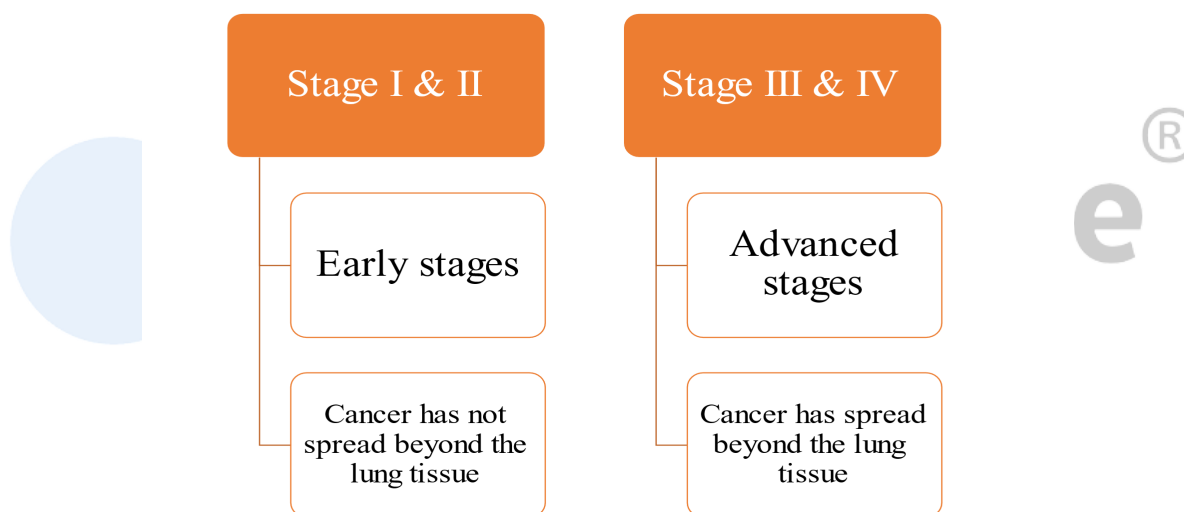 Stage I & II
Early stages
Cancer has not
spread beyond the
lung tissue
Stage III & IV
Advanced
stages
Cancer has spread
beyond the lung
tissue
e®